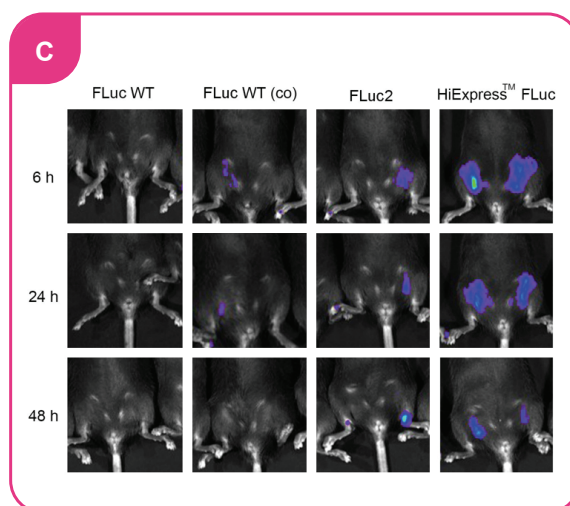 C
FLuc WT
FLuc WT (co)
FLuc2
HiExpress™ FLuc
6 h
24 h
48 h